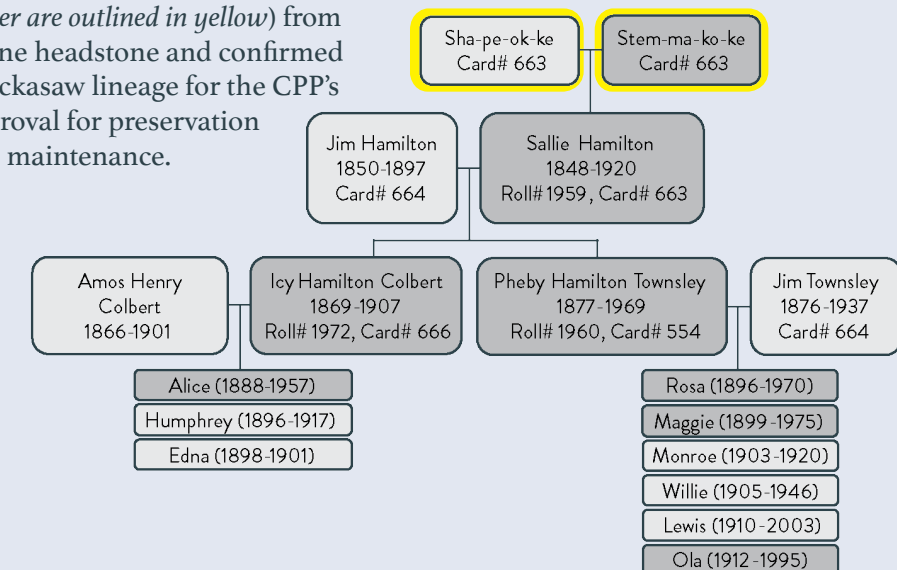 er are outlined in yellow) from
ne headstone and confirmed
ckasaw lineage for the CPP's
roval for preservation
maintenance.
Sha-pe-ok-ke
Card# 663
Stem-ma-ko-ke
Card# 663
Jim Hamilton
1850-1897
Card# 664
Sallie Hamilton
1848-1920
Roll# 1959, Card# 663
Amos Henry
Colbert
1866-1901
Icy Hamilton Colbert
1869-1907
Roll# 1972, Card# 666
Pheby Hamilton Townsley
1877-1969
Roll# 1960, Card# 554
Jim Townsley
1876-1937
Card# 664
Alice (1888-1957)
Humphrey (1896-1917)
Edna (1898-1901)
Rosa (1896-1970)
Maggie (1899-1975)
Monroe (1903-1920)
Willie (1905-1946)
Lewis (1910-2003)
Ola (1912-1995)